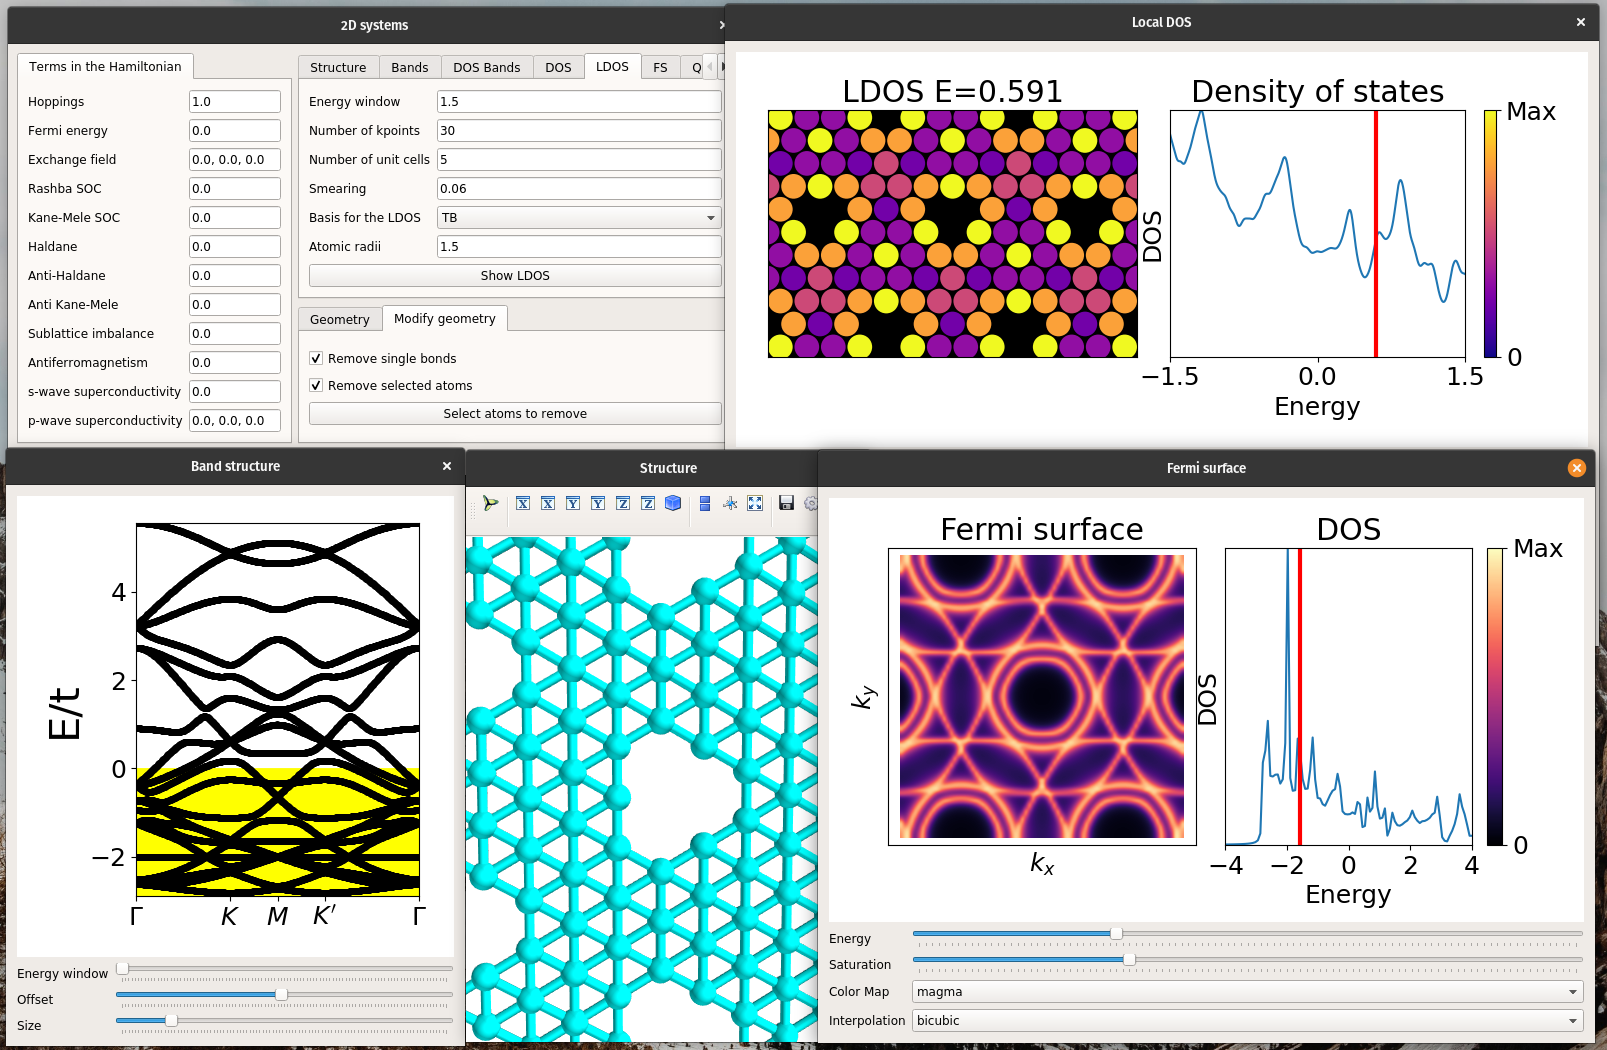 2D systems
Terms in the Hamiltonian
Hoppings 1.0
Fermi energy 0.0
Exchange field 0.0, 0.0, 0.0
Rashba SOC 0.0
Kane-Mele SOC 0.0
Haldane 0.0
Anti-Haldane 0.0
Anti Kane-Mele 0.0
Sublattice imbalance 0.0
Antiferromagnetism 0.0
s-wave superconductivity 0.0
p-wave superconductivity 0.0, 0.0, 0.0
Structure Bands DOS Bands DOS LDOS FS Q
Energy window 1.5
Number of kpoints 30
Number of unit cells 5
Smearing 0.06
Basis for the LDOS TB
Atomic radii 1.5
Show LDOS
Geometry Modify geometry
Remove single bonds
Remove selected atoms
Select atoms to remove
Local DOS
LDOS E=0.591
Density of states
DOS
−1.5 0.0 1.5
Energy
Max
0
Band structure
E/t
4
2
0
−2
Γ K M K′ Γ
Energy window
Offset
Size
Structure
X X Y Y Z Z
Fermi surface
Fermi surface
ky
kx
DOS
DOS
−4 −2 0 2 4
Energy
Max
0
Energy
Saturation
Color Map magma
Interpolation bicubic